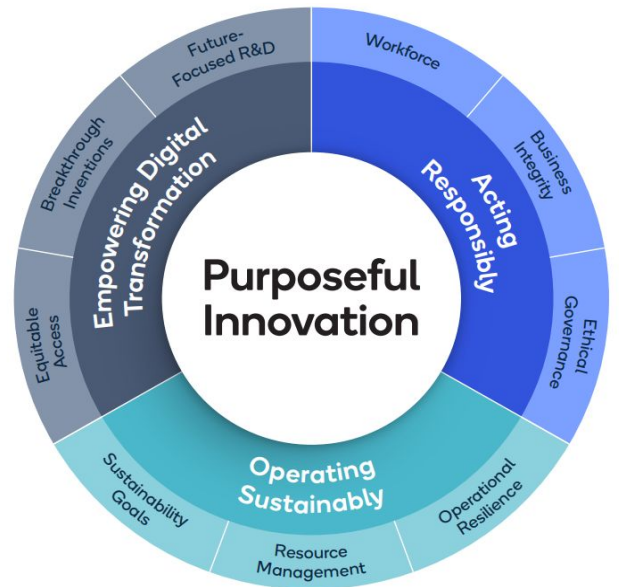 Purposeful
Innovation
Empowering Digital
Transformation
Future-
Focused R&D
Breakthrough
Inventions
Equitable
Access
Acting
Responsibly
Workforce
Business
Integrity
Ethical
Governance
Operating
Sustainably
Operational
Resilience
Resource
Management
Sustainability
Goals